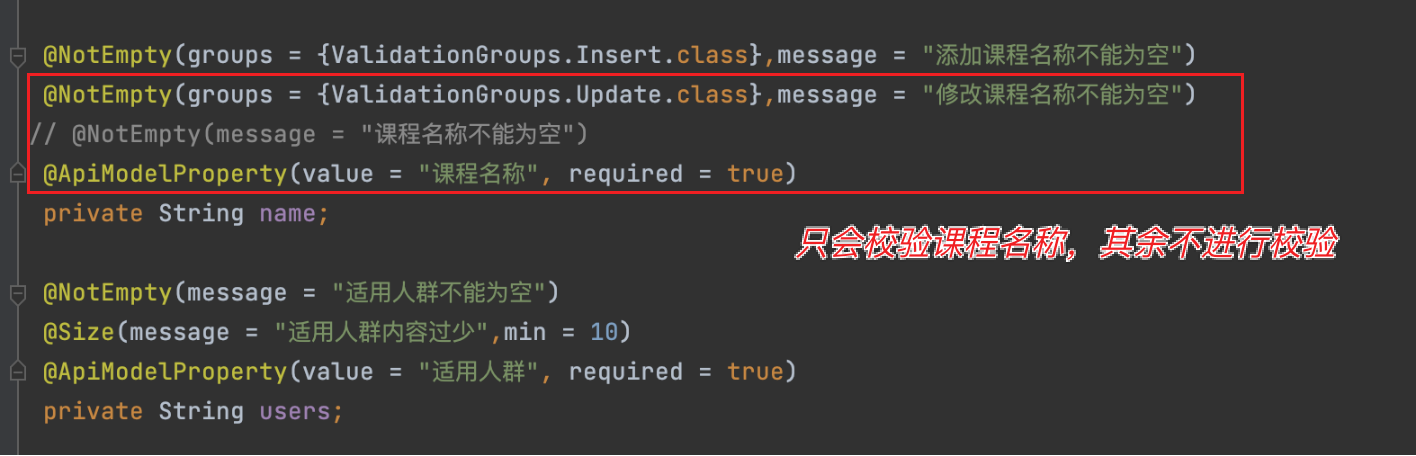 @NotEmpty(groups = {ValidationGroups.Insert.class},message = "添加课程名称不能为空")
@NotEmpty(groups = {ValidationGroups.Update.class},message = "修改课程名称不能为空")
// @NotEmpty(message = "课程名称不能为空")
@ApiModelProperty(value = "课程名称", required = true)
private String name;
只会校验课程名称，其余不进行校验
@NotEmpty(message = "适用人群不能为空")
@Size(message = "适用人群内容过少",min = 10)
@ApiModelProperty(value = "适用人群", required = true)
private String users;